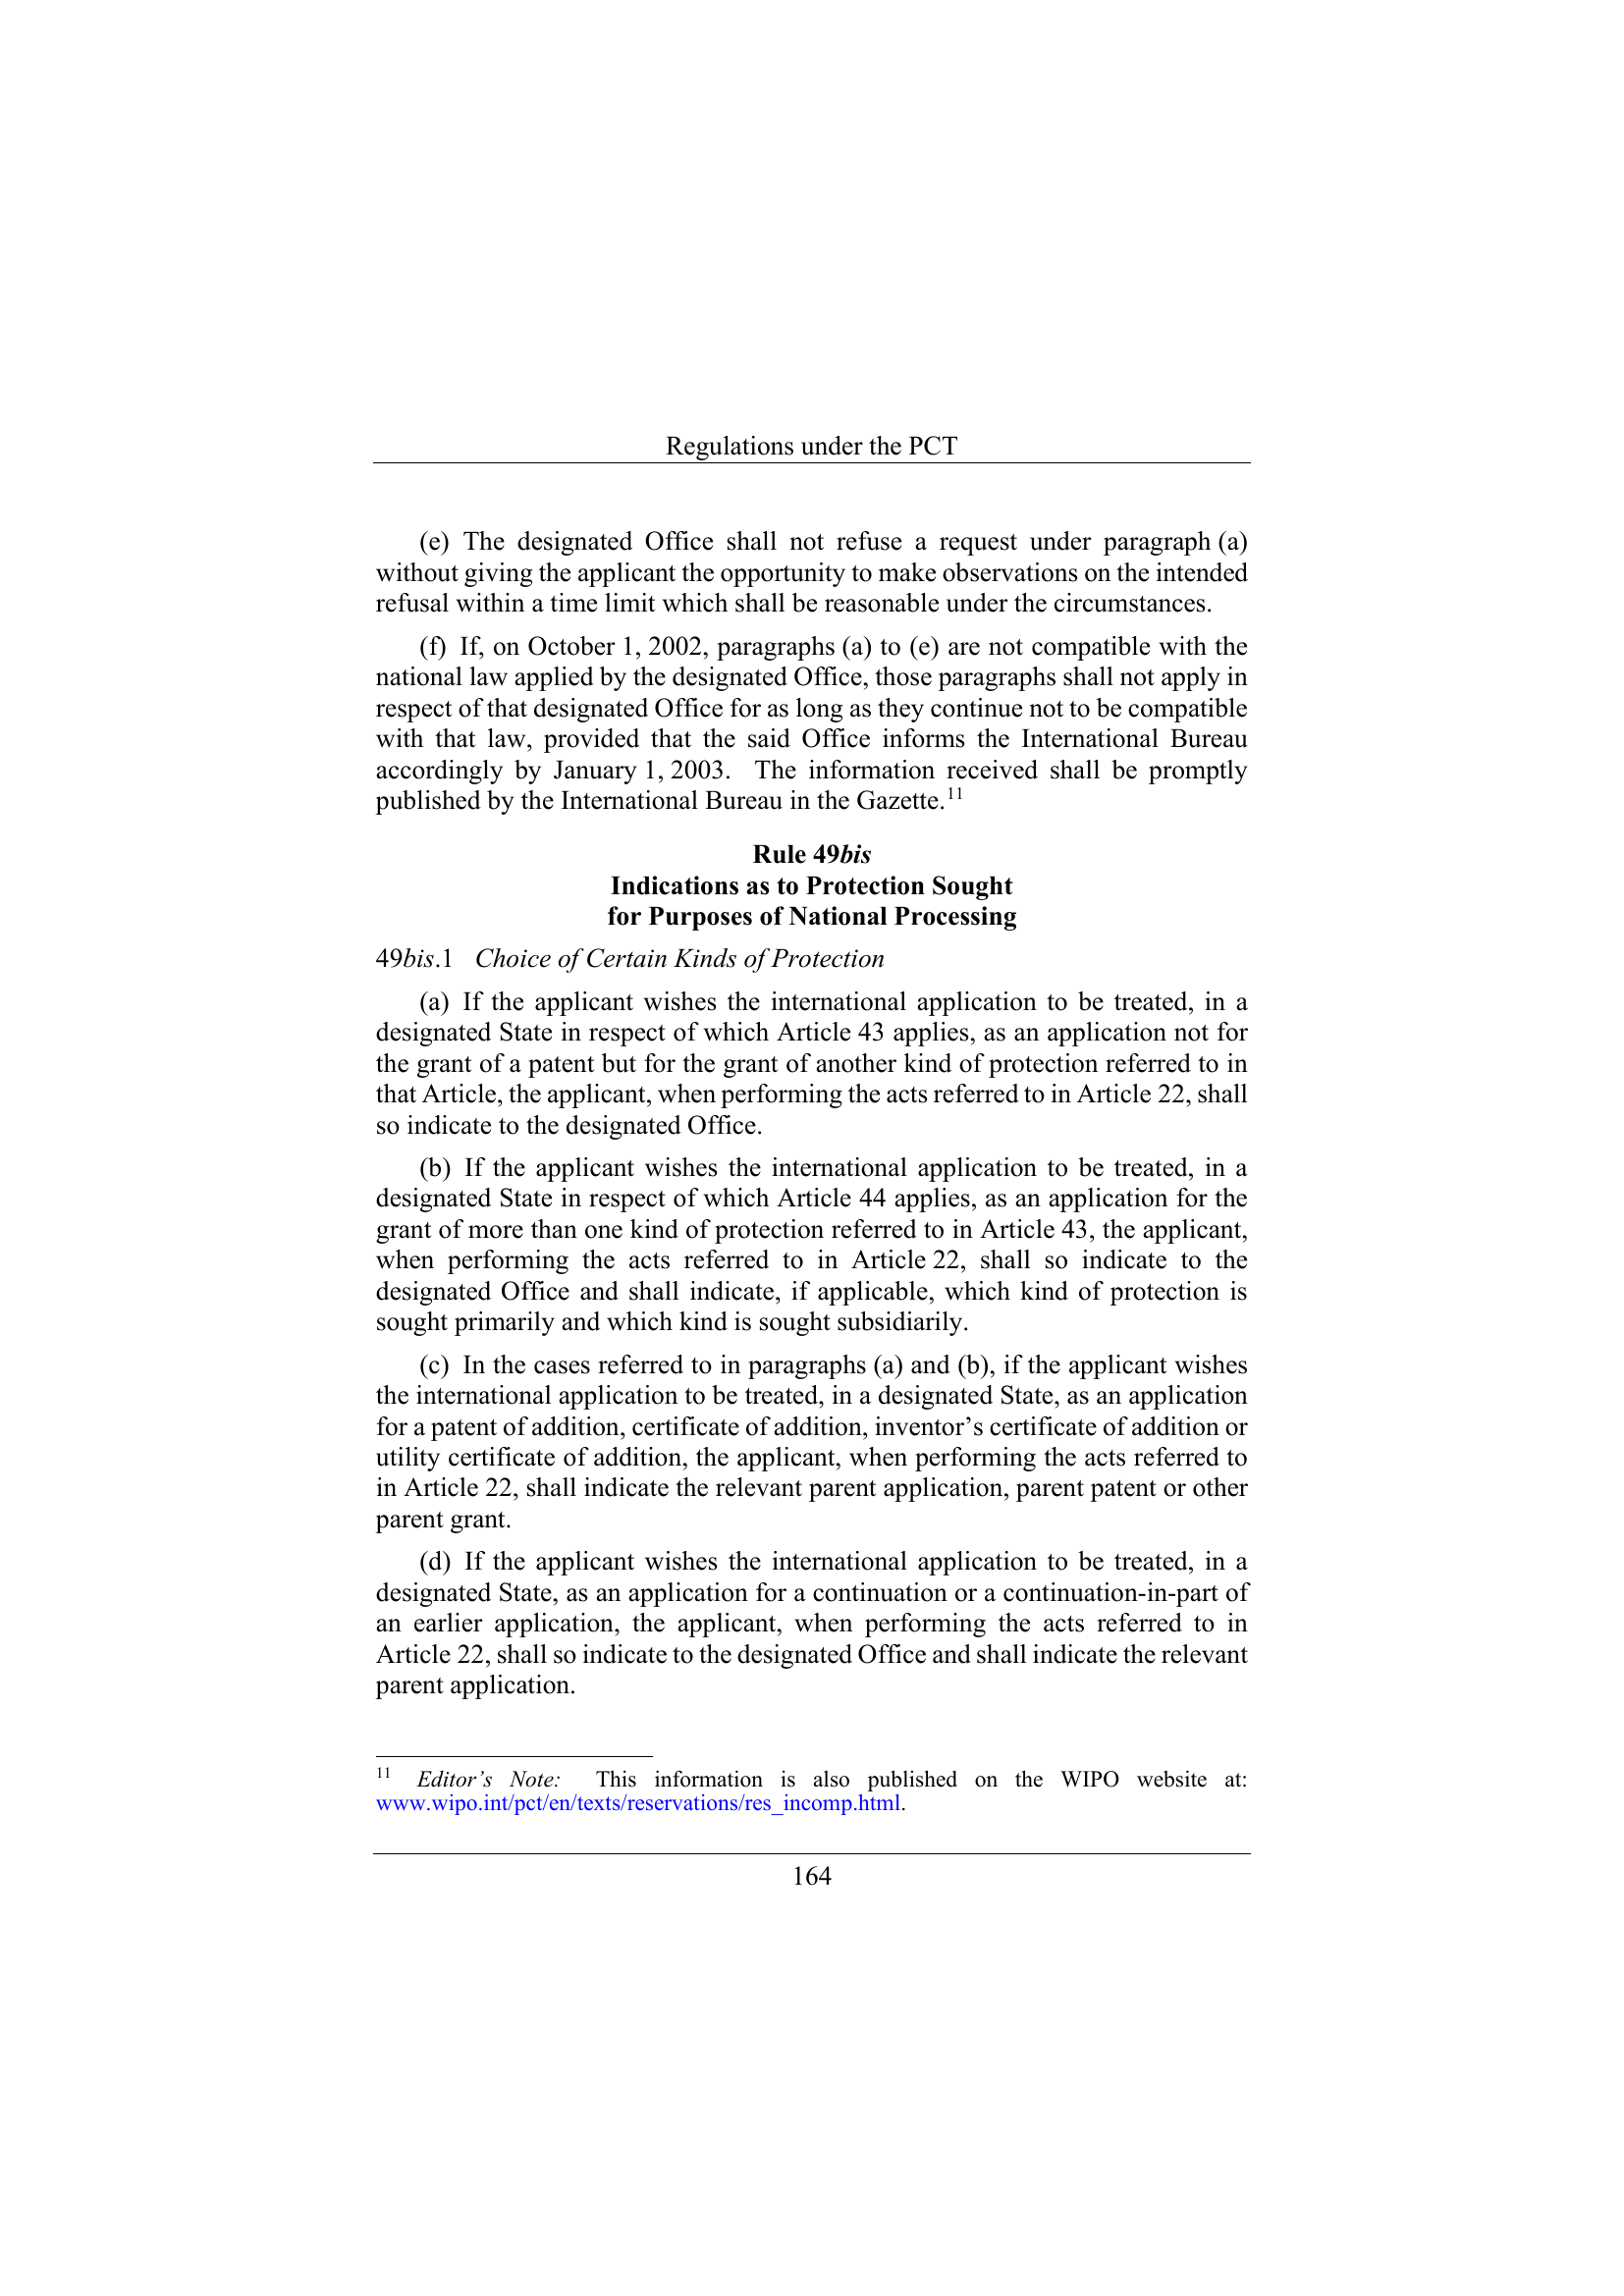 Regulations under the PCT
(e) The designated Office shall not refuse a request under paragraph (a)
without giving the applicant the opportunity to make observations on the intended
refusal within a time limit which shall be reasonable under the circumstances.
(f) If, on October 1, 2002, paragraphs (a) to (e) are not compatible with the
national law applied by the designated Office, those paragraphs shall not apply in
respect of that designated Office for as long as they continue not to be compatible
with that law, provided that the said Office informs the International Bureau
accordingly by January 1, 2003. The information received shall be promptly
published by the International Bureau in the Gazette.11
Rule 49bis
Indications as to Protection Sought
for Purposes of National Processing
49bis.1 Choice of Certain Kinds of Protection
(a) If the applicant wishes the international application to be treated, in a
designated State in respect of which Article 43 applies, as an application not for
the grant of a patent but for the grant of another kind of protection referred to in
that Article, the applicant, when performing the acts referred to in Article 22, shall
so indicate to the designated Office.
(b) If the applicant wishes the international application to be treated, in a
designated State in respect of which Article 44 applies, as an application for the
grant of more than one kind of protection referred to in Article 43, the applicant,
when performing the acts referred to in Article 22, shall so indicate to the
designated Office and shall indicate, if applicable, which kind of protection is
sought primarily and which kind is sought subsidiarily.
(c) In the cases referred to in paragraphs (a) and (b), if the applicant wishes
the international application to be treated, in a designated State, as an application
for a patent of addition, certificate of addition, inventor’s certificate of addition or
utility certificate of addition, the applicant, when performing the acts referred to
in Article 22, shall indicate the relevant parent application, parent patent or other
parent grant.
(d) If the applicant wishes the international application to be treated, in a
designated State, as an application for a continuation or a continuation-in-part of
an earlier application, the applicant, when performing the acts referred to in
Article 22, shall so indicate to the designated Office and shall indicate the relevant
parent application.
11 Editor’s Note: This information is also published on the WIPO website at:
www.wipo.int/pct/en/texts/reservations/res_incomp.html.
164